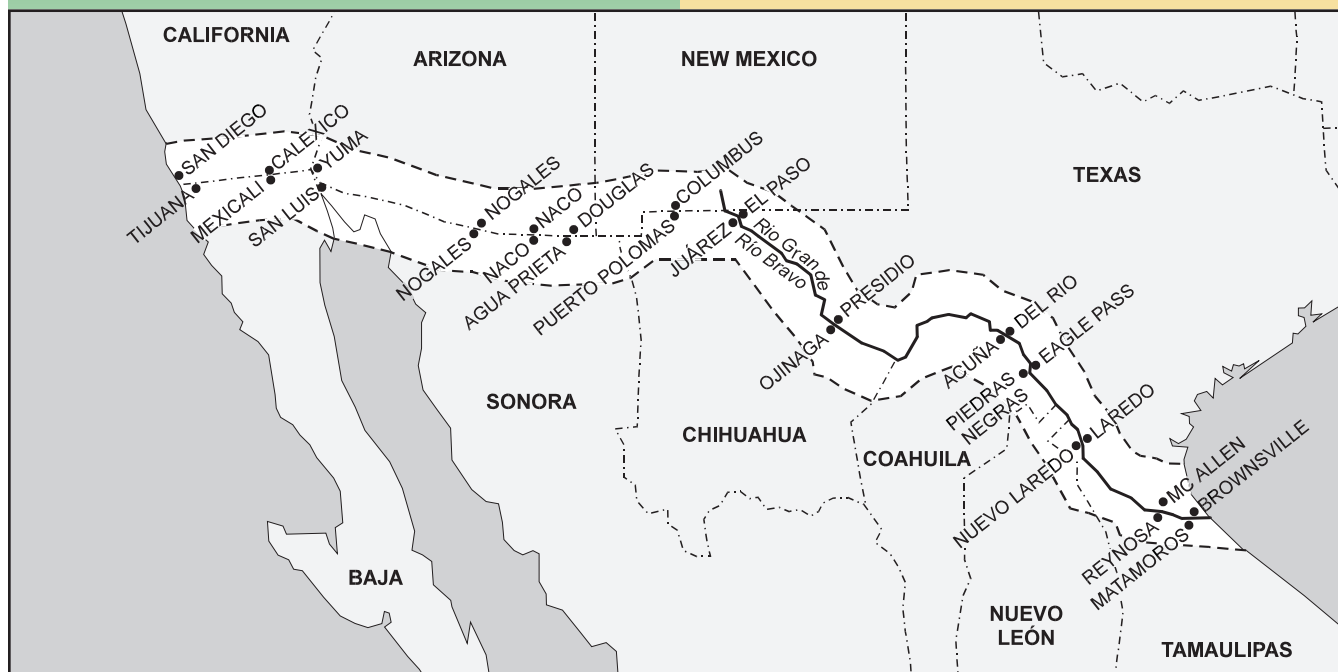 CALIFORNIA
ARIZONA
NEW MEXICO
TEXAS
SAN DIEGO
CALEXICO
YUMA
TIJUANA
MEXICALI
SAN LUIS
NOGALES
NACO
DOUGLAS
COLUMBUS
EL PASO
NOGALES
NACO
AGUA PRIETA
PUERTO POLOMAS
JUÁREZ
Rio Grande
Río Bravo
PRESIDIO
OJINAGA
DEL RIO
EAGLE PASS
ACUÑA
PIEDRAS
NEGRAS
LAREDO
NUEVO LAREDO
MC ALLEN
BROWNSVILLE
REYNOSA
MATAMOROS
SONORA
CHIHUAHUA
COAHUILA
BAJA
NUEVO
LEÓN
TAMAULIPAS